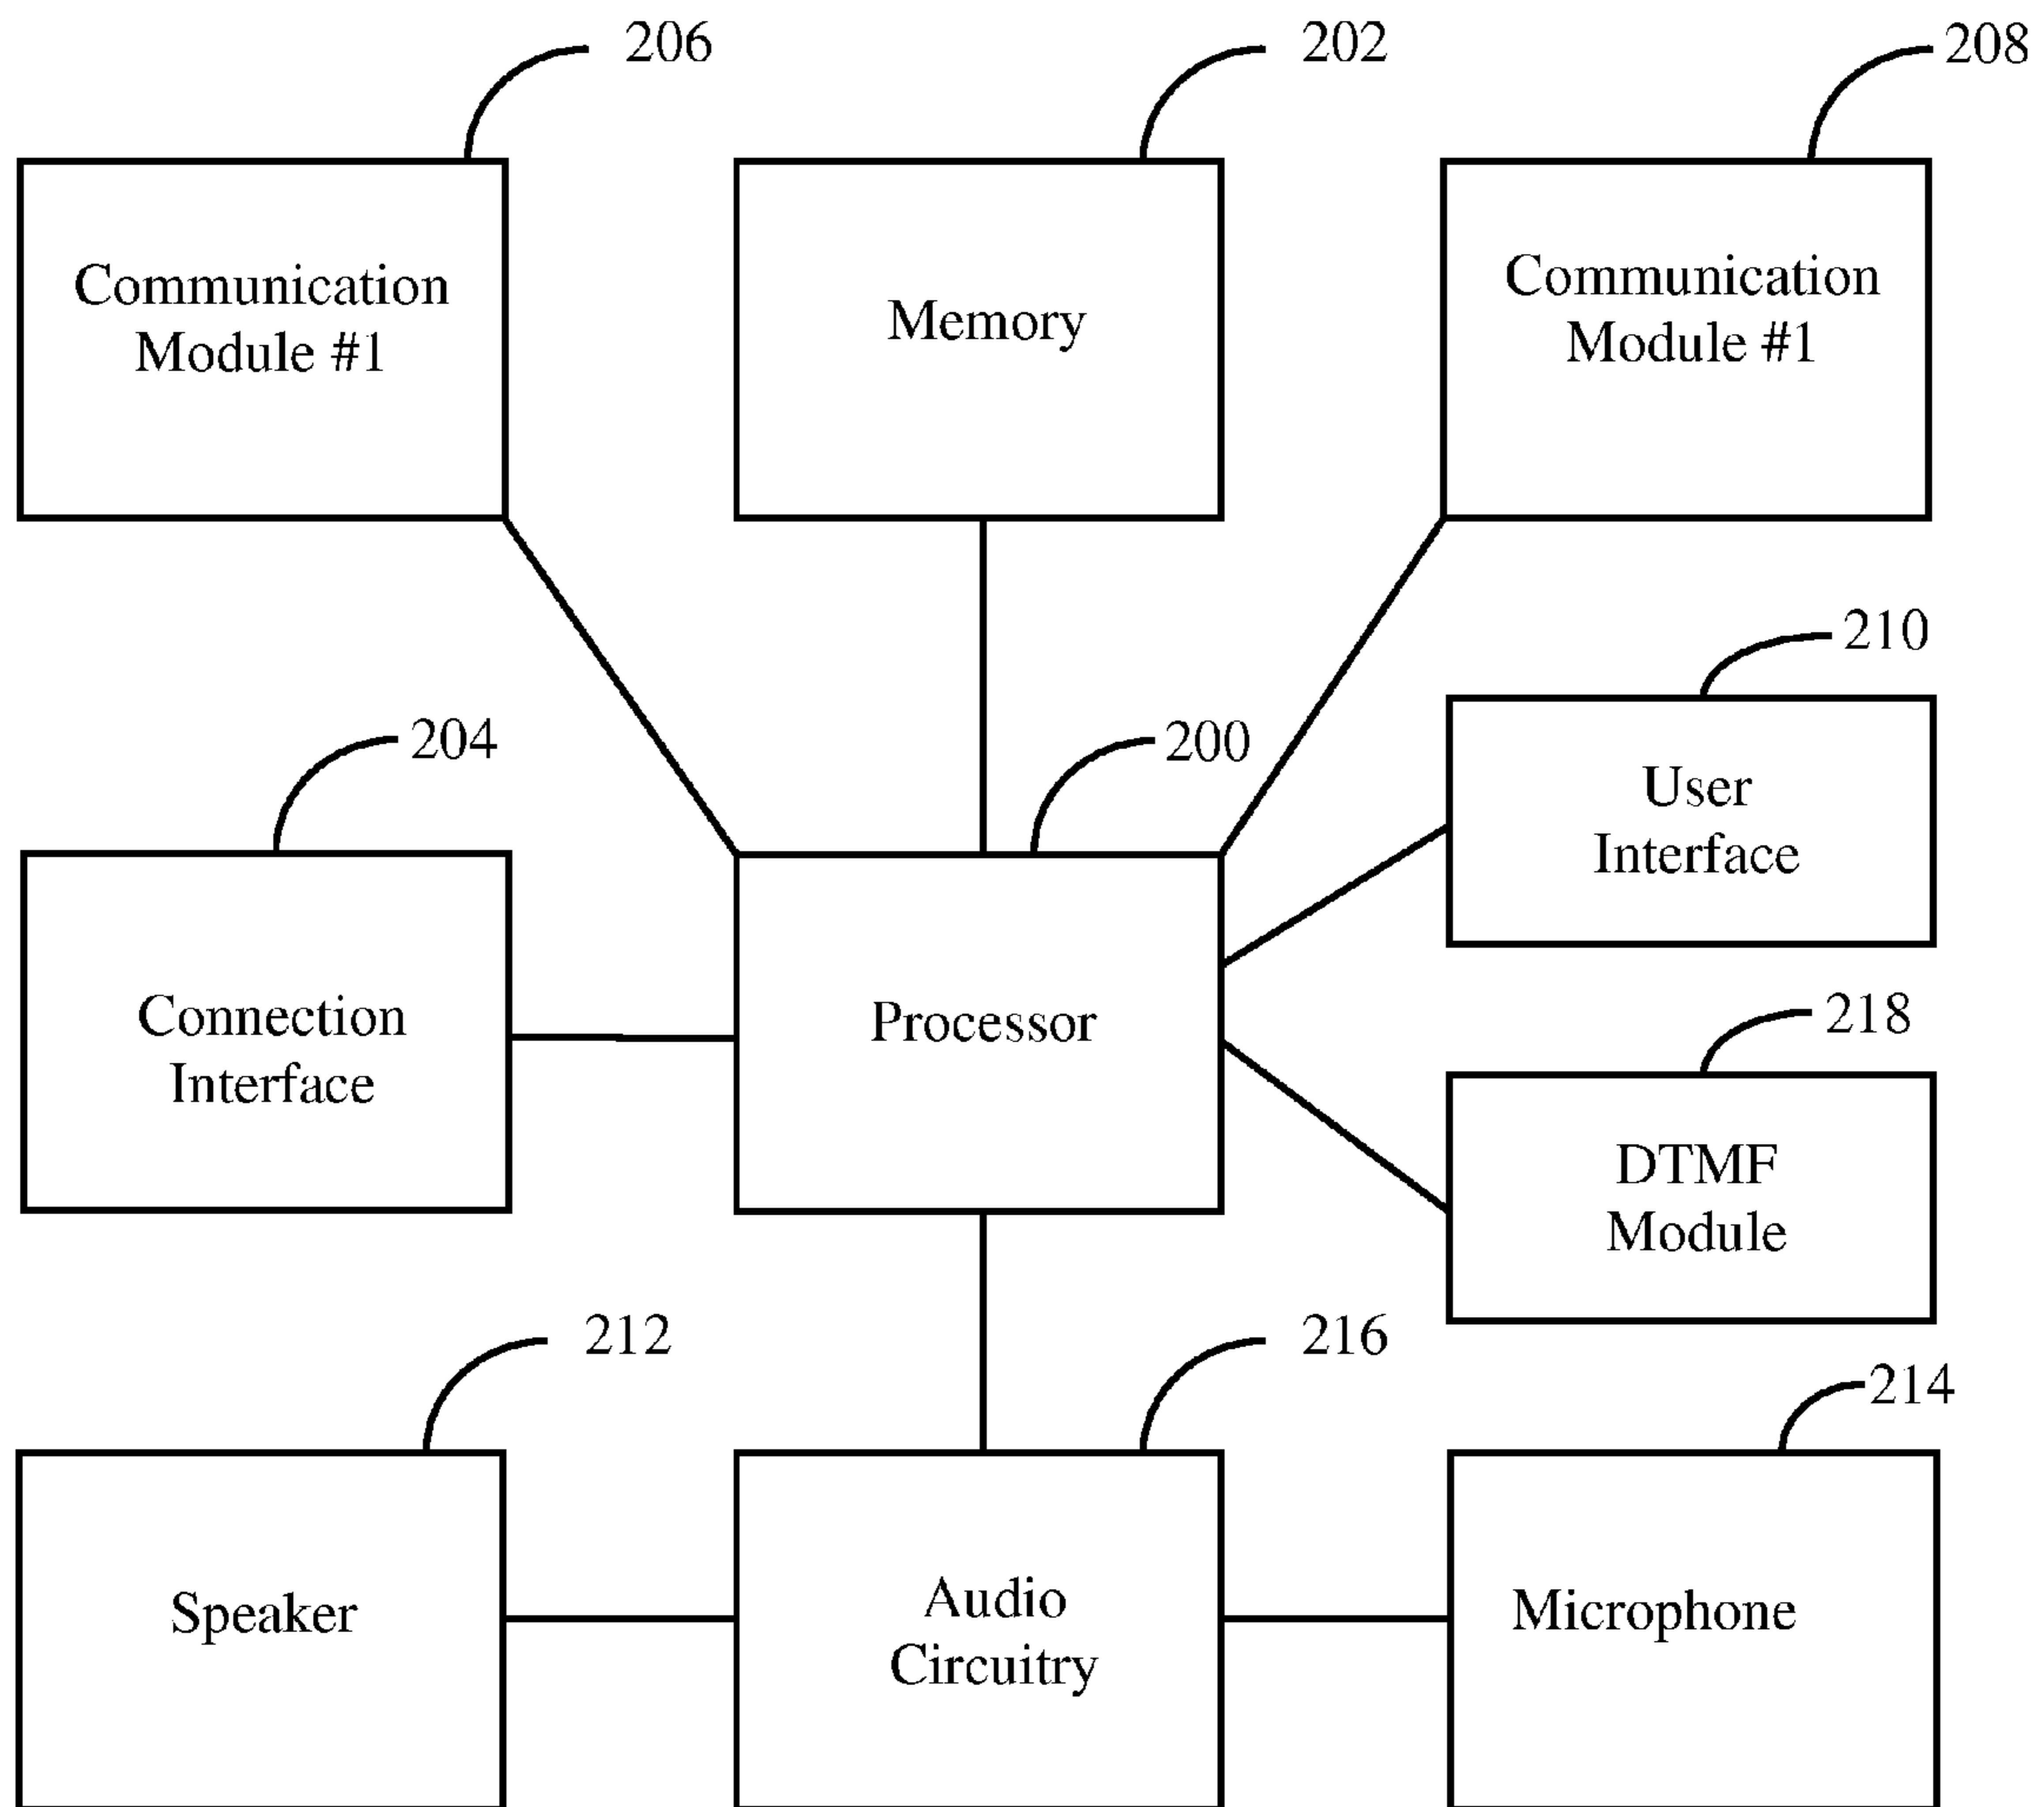 206
202
208
Communication
Module #1
Memory
Communication
Module #1
210
204
200
User
Interface
Connection
Interface
Processor
218
DTMF
Module
212
216
214
Speaker
Audio
Circuitry
Microphone